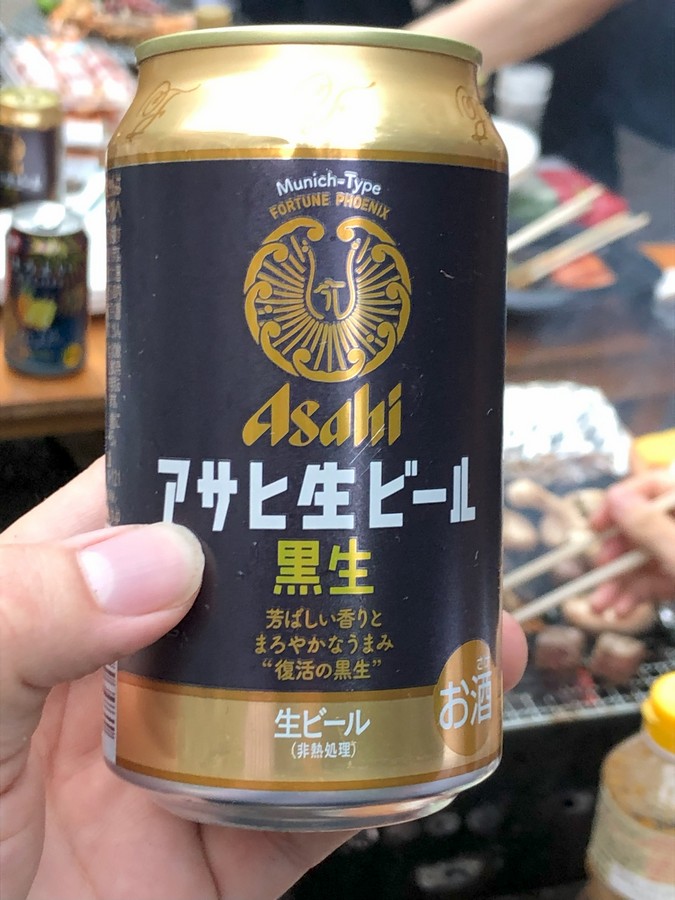 Munich-Type
FORTUNE PHOENIX
Asahi
アサヒ生ビール
黒生
芳ばしい香りと
まろやかなうまみ
“復活の黒生”
さけ
お酒
生ビール
(非熱処理)